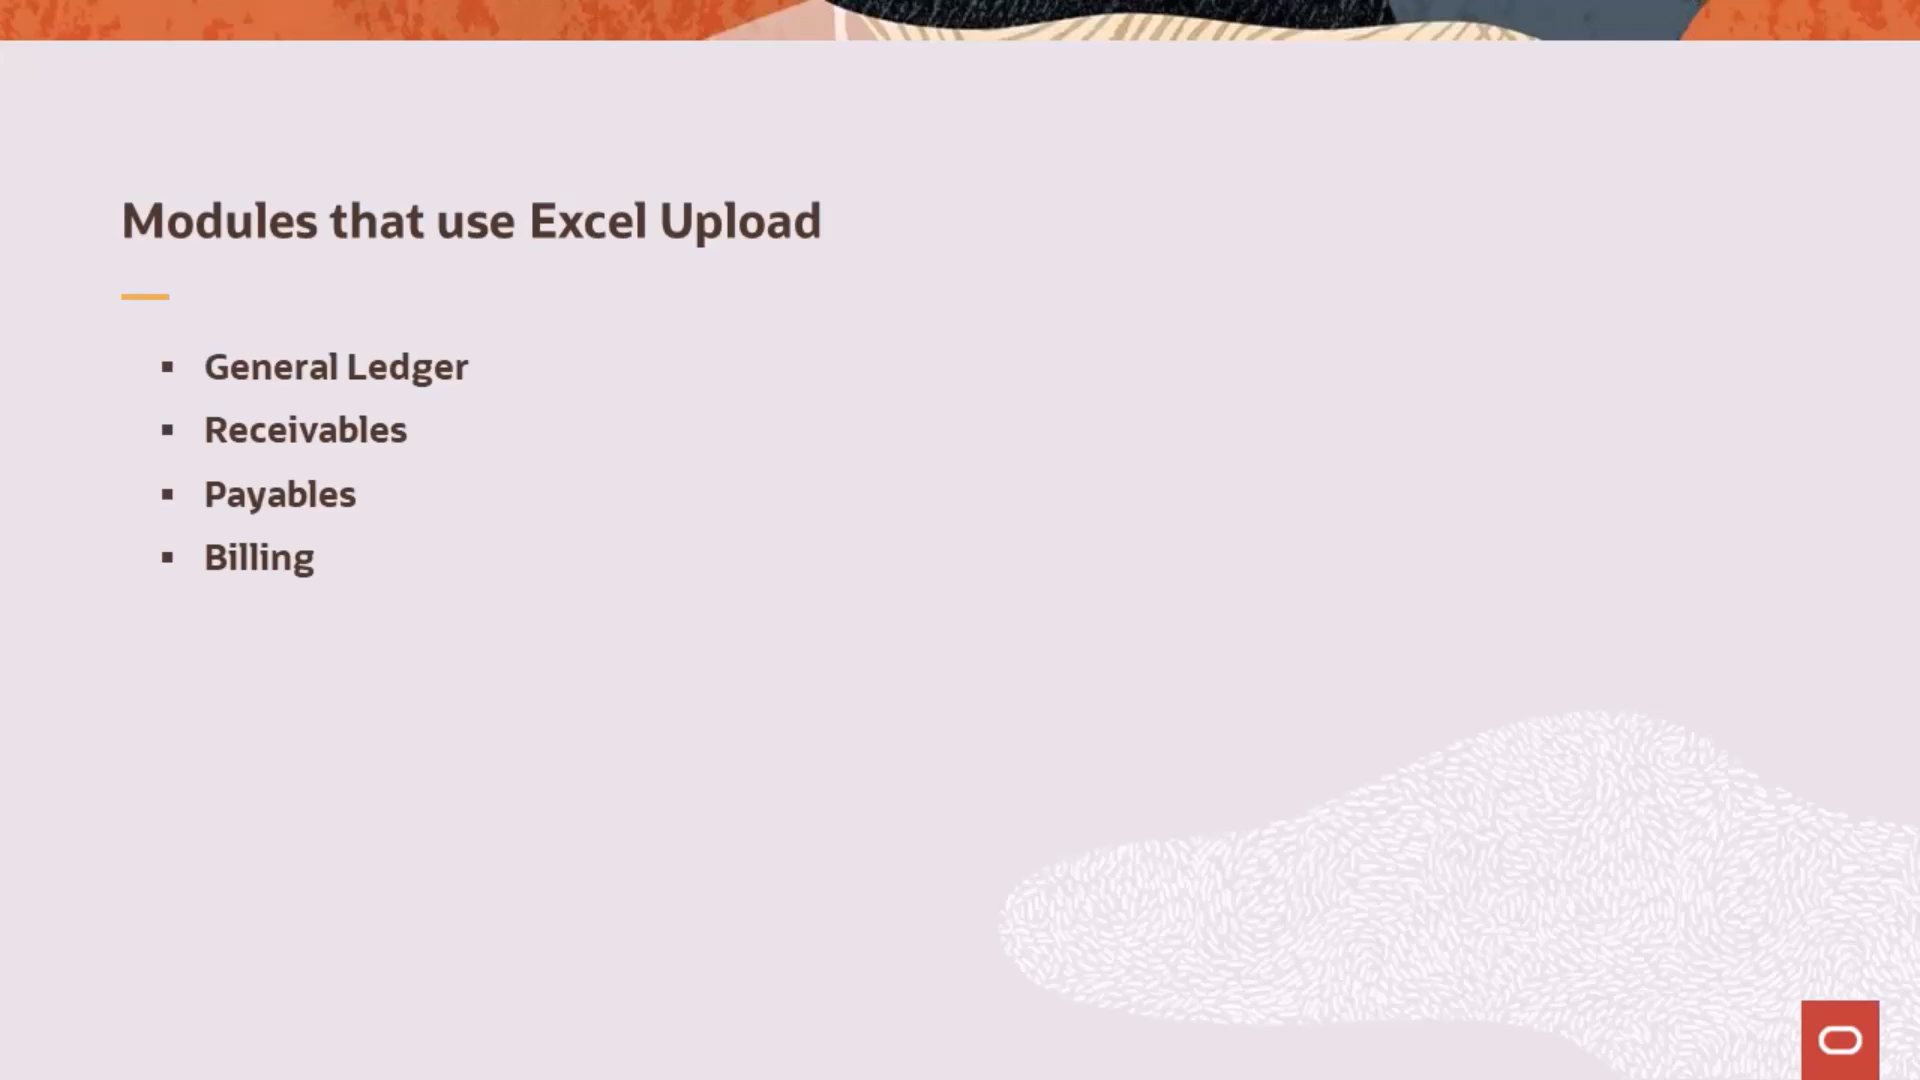 Modules that use Excel Upload
▪ General Ledger
▪ Receivables
▪ Payables
▪ Billing